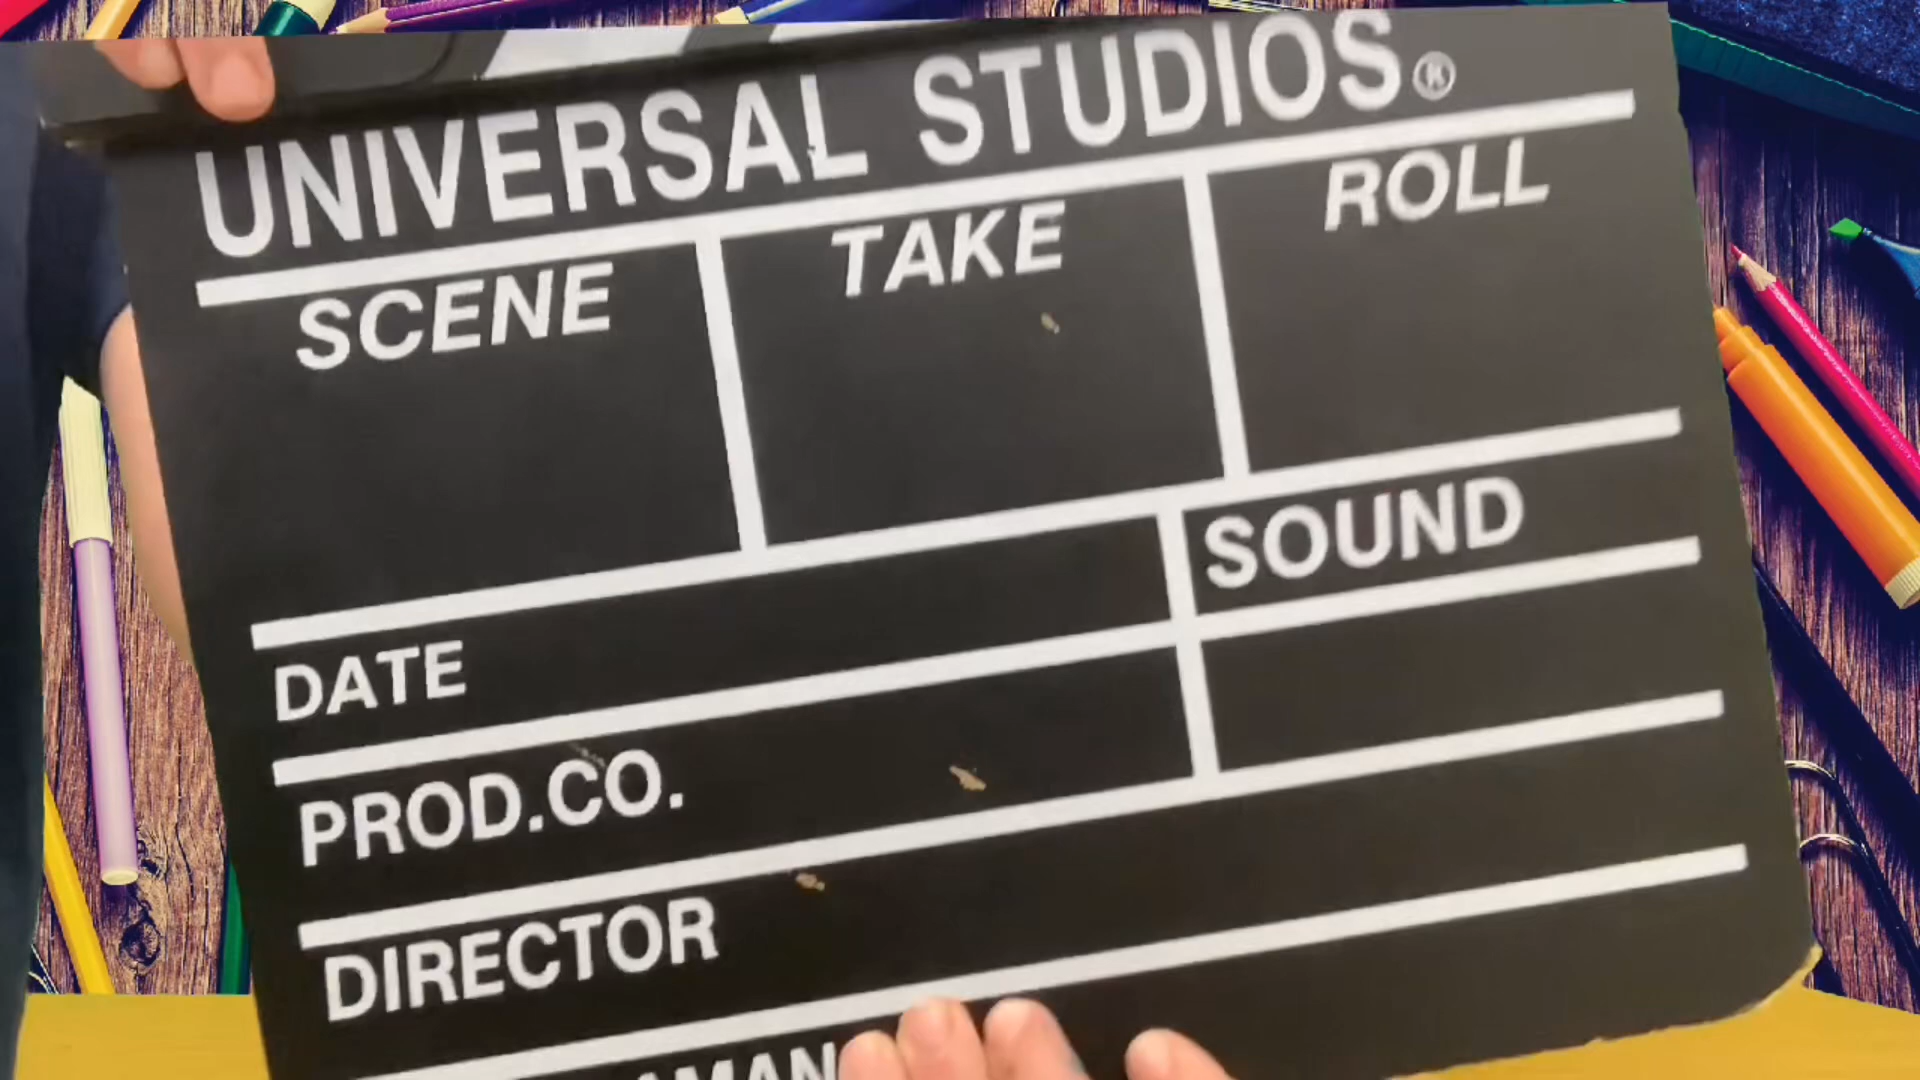 UNIVERSAL STUDIOS®
SCENE TAKE ROLL
SOUND
DATE
PROD.CO.
DIRECTOR